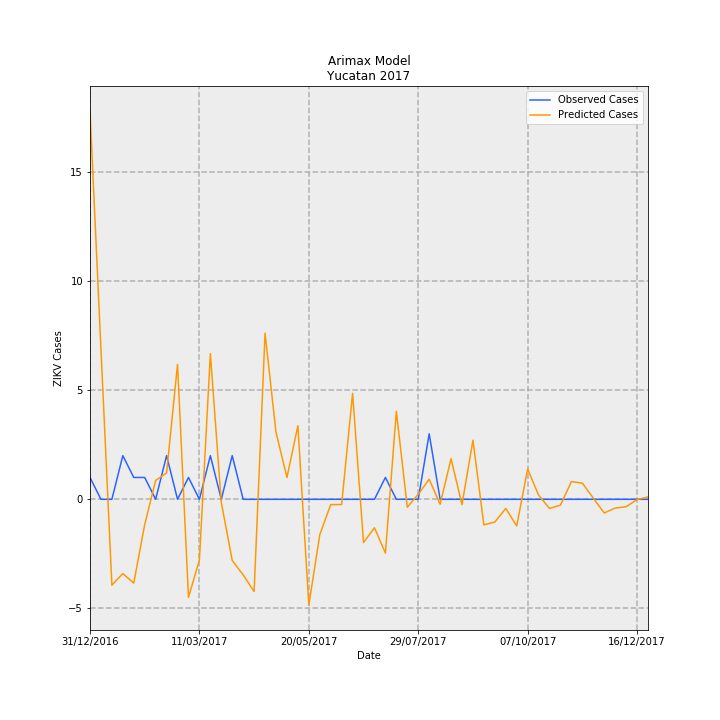 Arimax Model
Yucatan 2017
Observed Cases
Predicted Cases
ZIKV Cases
15
10
5
0
−5
31/12/2016
11/03/2017
20/05/2017
29/07/2017
07/10/2017
16/12/2017
Date